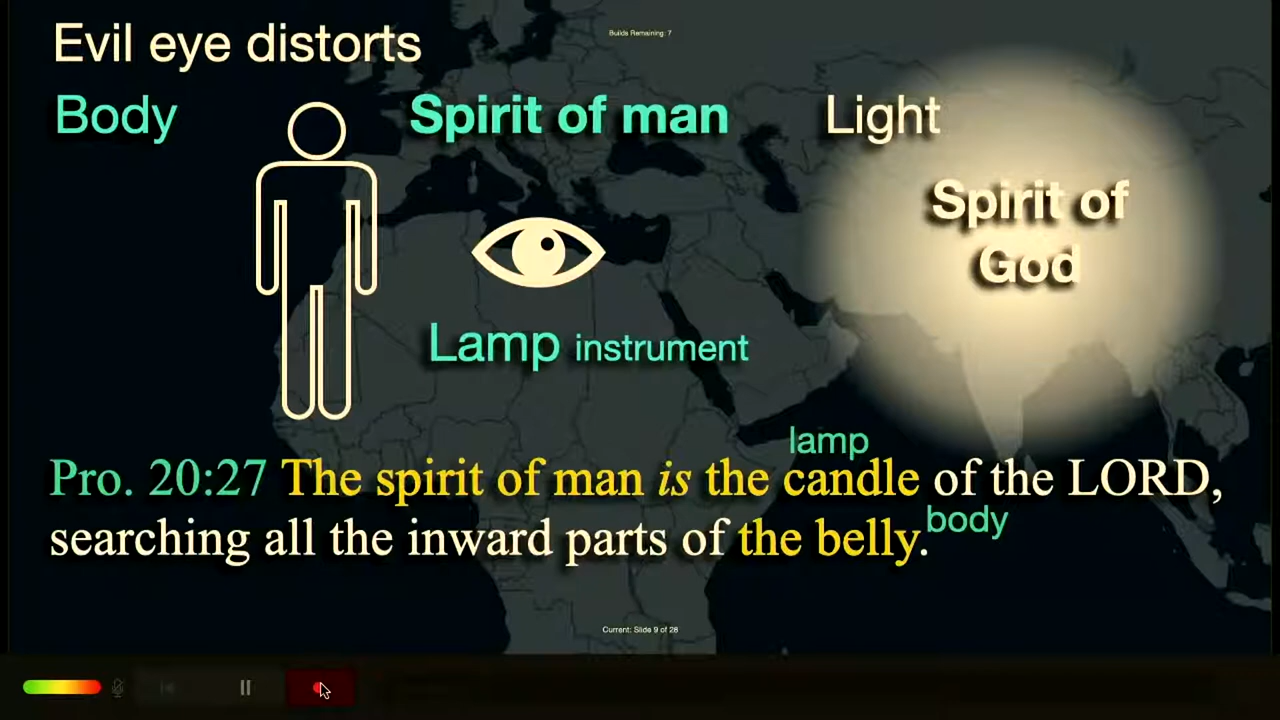 Builds Remaining: 7
Evil eye distorts
Body
Spirit of man
Light
Spirit of
God
Lamp instrument
lamp
Pro. 20:27 The spirit of man is the candle of the LORD,
body
searching all the inward parts of the belly.
Current: Slide 9 of 28